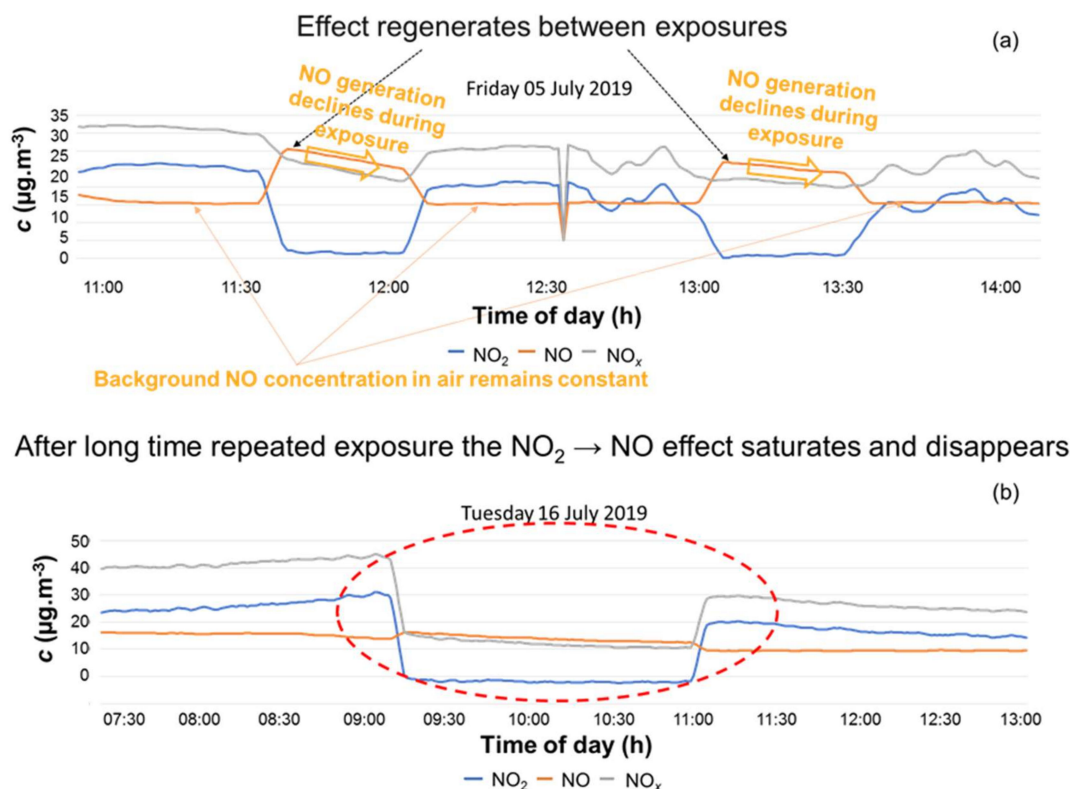 Effect regenerates between exposures
(a)
Friday 05 July 2019
NO generation
declines during
exposure
NO generation
declines during
exposure
c (µg.m-3)
35
30
25
20
15
10
5
0
11:00 11:30 12:00 12:30 13:00 13:30 14:00
Time of day (h)
NO2 NO NOx
Background NO concentration in air remains constant
After long time repeated exposure the NO2 → NO effect saturates and disappears
(b)
Tuesday 16 July 2019
c (µg.m-3)
50
40
30
20
10
0
07:30 08:00 08:30 09:00 09:30 10:00 10:30 11:00 11:30 12:00 12:30 13:00
Time of day (h)
NO2 NO NOx